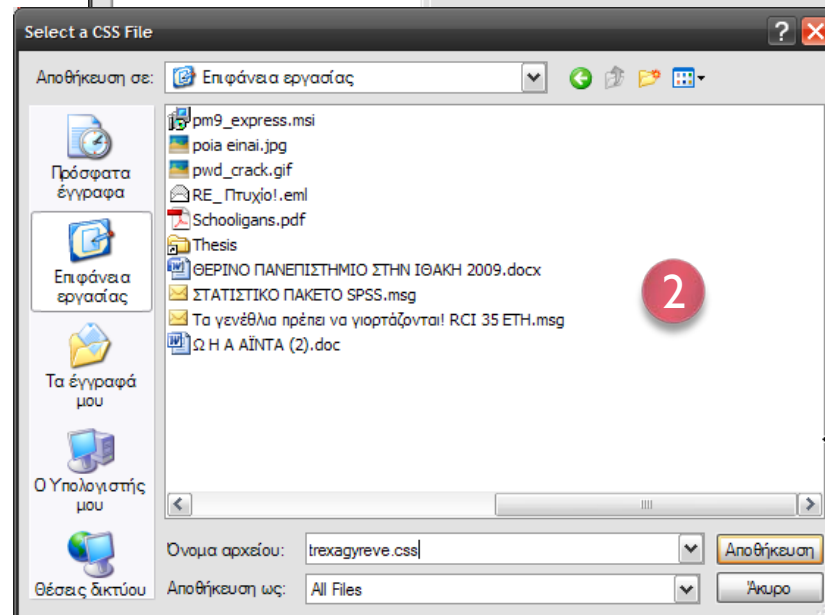 Select a CSS File
Αποθήκευση σε:
Επιφάνεια εργασίας
Πρόσφατα
έγγραφα
Επιφάνεια
εργασίας
Τα έγγραφά
μου
Ο Υπολογιστής
μου
Θέσεις δικτύου
pm9_express.msi
poia einai.jpg
pwd_crack.gif
RE_ Πτυχίο!.eml
Schooligans.pdf
Thesis
ΘΕΡΙΝΟ ΠΑΝΕΠΙΣΤΗΜΙΟ ΣΤΗΝ ΙΘΑΚΗ 2009.docx
ΣΤΑΤΙΣΤΙΚΟ ΠΑΚΕΤΟ SPSS.msg
Τα γενέθλια πρέπει να γιορτάζονται! RCI 35 ΕΤΗ.msg
Ω Η Α ΑΪΝΤΑ (2).doc
2
Όνομα αρχείου:
trexagyreve.css
Αποθήκευση
Αποθήκευση ως:
All Files
Άκυρο